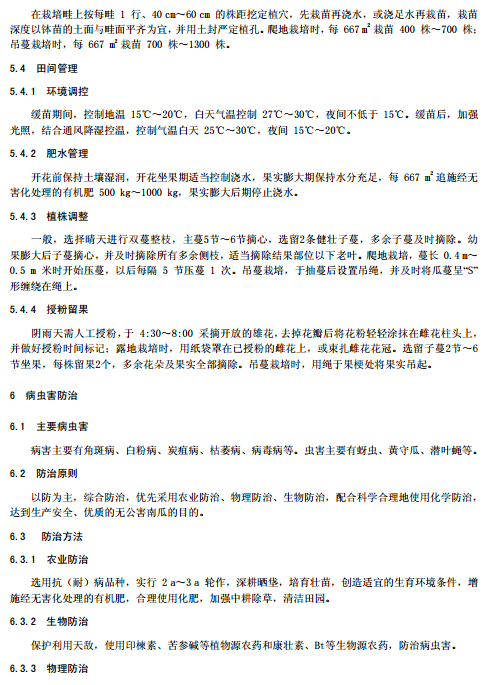 在栽培畦上按每畦 1 行、40 cm～60 cm 的株距挖定植穴，先栽苗再浇水，或浇足水再栽苗，栽苗
深度以钵苗的土面与畦面平齐为宜，并用土封严定植孔。爬地栽培时，每 667 m² 栽苗 400 株～700 株；
吊蔓栽培时，每 667 m² 栽苗 700 株～1300 株。
5.4 田间管理
5.4.1 环境调控
缓苗期间，控制地温 15℃～20℃，白天气温控制 27℃～30℃，夜间不低于 15℃。缓苗后，加强
光照，结合通风降湿控温，控制气温白天 25℃～30℃，夜间 15℃～20℃。
5.4.2 肥水管理
开花前保持土壤湿润，开花坐果期适当控制浇水，果实膨大期保持水分充足，每 667 m² 追施经无
害化处理的有机肥 500 kg～1000 kg，果实膨大后期停止浇水。
5.4.3 植株调整
一般，选择晴天进行双蔓整枝，主蔓5节～6节摘心，选留2条健壮子蔓，多余子蔓及时摘除。幼
果膨大后子蔓摘心，并及时摘除所有多余侧枝，适当摘除结果部位以下老叶。爬地栽培，蔓长 0.4 m～
0.5 m 米时开始压蔓，以后每隔 5 节压蔓 1 次。吊蔓栽培，于抽蔓后设置吊绳，并及时将瓜蔓呈“S”
形缠绕在绳上。
5.4.4 授粉留果
阴雨天需人工授粉，于 4:30～8:00 采摘开放的雄花，去掉花瓣后将花粉轻轻涂抹在雌花柱头上，
并做好授粉时间标记；露地栽培时，用纸袋罩在已授粉的雌花上，或束扎雌花花冠。选留子蔓2节～6
节坐果，每株留果2个，多余花朵及果实全部摘除。吊蔓栽培时，用绳于果梗处将果实吊起。
6 病虫害防治
6.1 主要病虫害
病害主要有角斑病、白粉病、炭疽病、枯萎病、病毒病等。虫害主要有蚜虫、黄守瓜、潜叶蝇等。
6.2 防治原则
以防为主，综合防治，优先采用农业防治、物理防治、生物防治，配合科学合理地使用化学防治，
达到生产安全、优质的无公害南瓜的目的。
6.3 防治方法
6.3.1 农业防治
选用抗（耐）病品种，实行 2 a～3 a 轮作，深耕晒垡，培育壮苗，创造适宜的生育环境条件，增
施经无害化处理的有机肥，合理使用化肥，加强中耕除草，清洁田园。
6.3.2 生物防治
保护利用天敌，使用印楝素、苦参碱等植物源农药和康壮素、Bt等生物源农药，防治病虫害。
6.3.3 物理防治